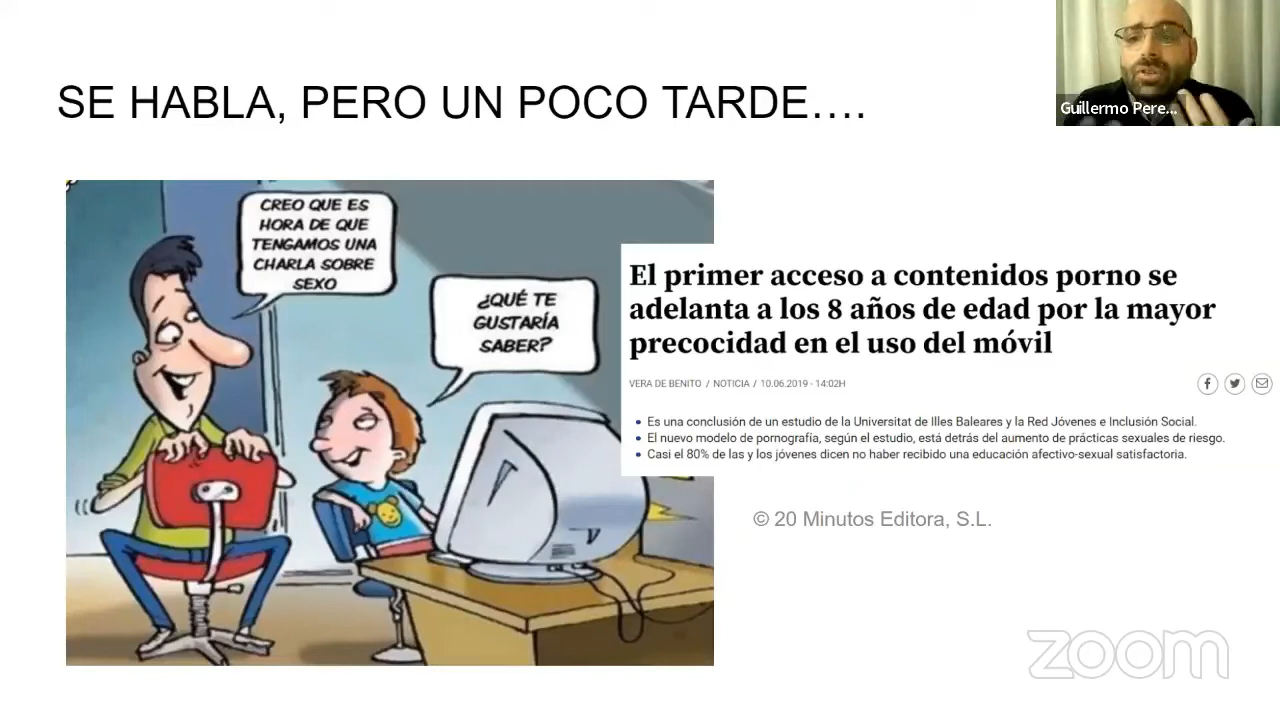 SE HABLA, PERO UN POCO TARDE....
Guillermo Pere...
CREO QUE ES
HORA DE QUE
TENGAMOS UNA
CHARLA SOBRE
SEXO
¿QUÉ TE
GUSTARÍA
SABER?
El primer acceso a contenidos porno se
adelanta a los 8 años de edad por la mayor
precocidad en el uso del móvil
VERA DE BENITO / NOTICIA / 10.06.2019 - 14:02H
• Es una conclusión de un estudio de la Universitat de Illes Baleares y la Red Jóvenes e Inclusión Social.
• El nuevo modelo de pornografía, según el estudio, está detrás del aumento de prácticas sexuales de riesgo.
• Casi el 80% de las y los jóvenes dicen no haber recibido una educación afectivo-sexual satisfactoria.
© 20 Minutos Editora, S.L.
zoom